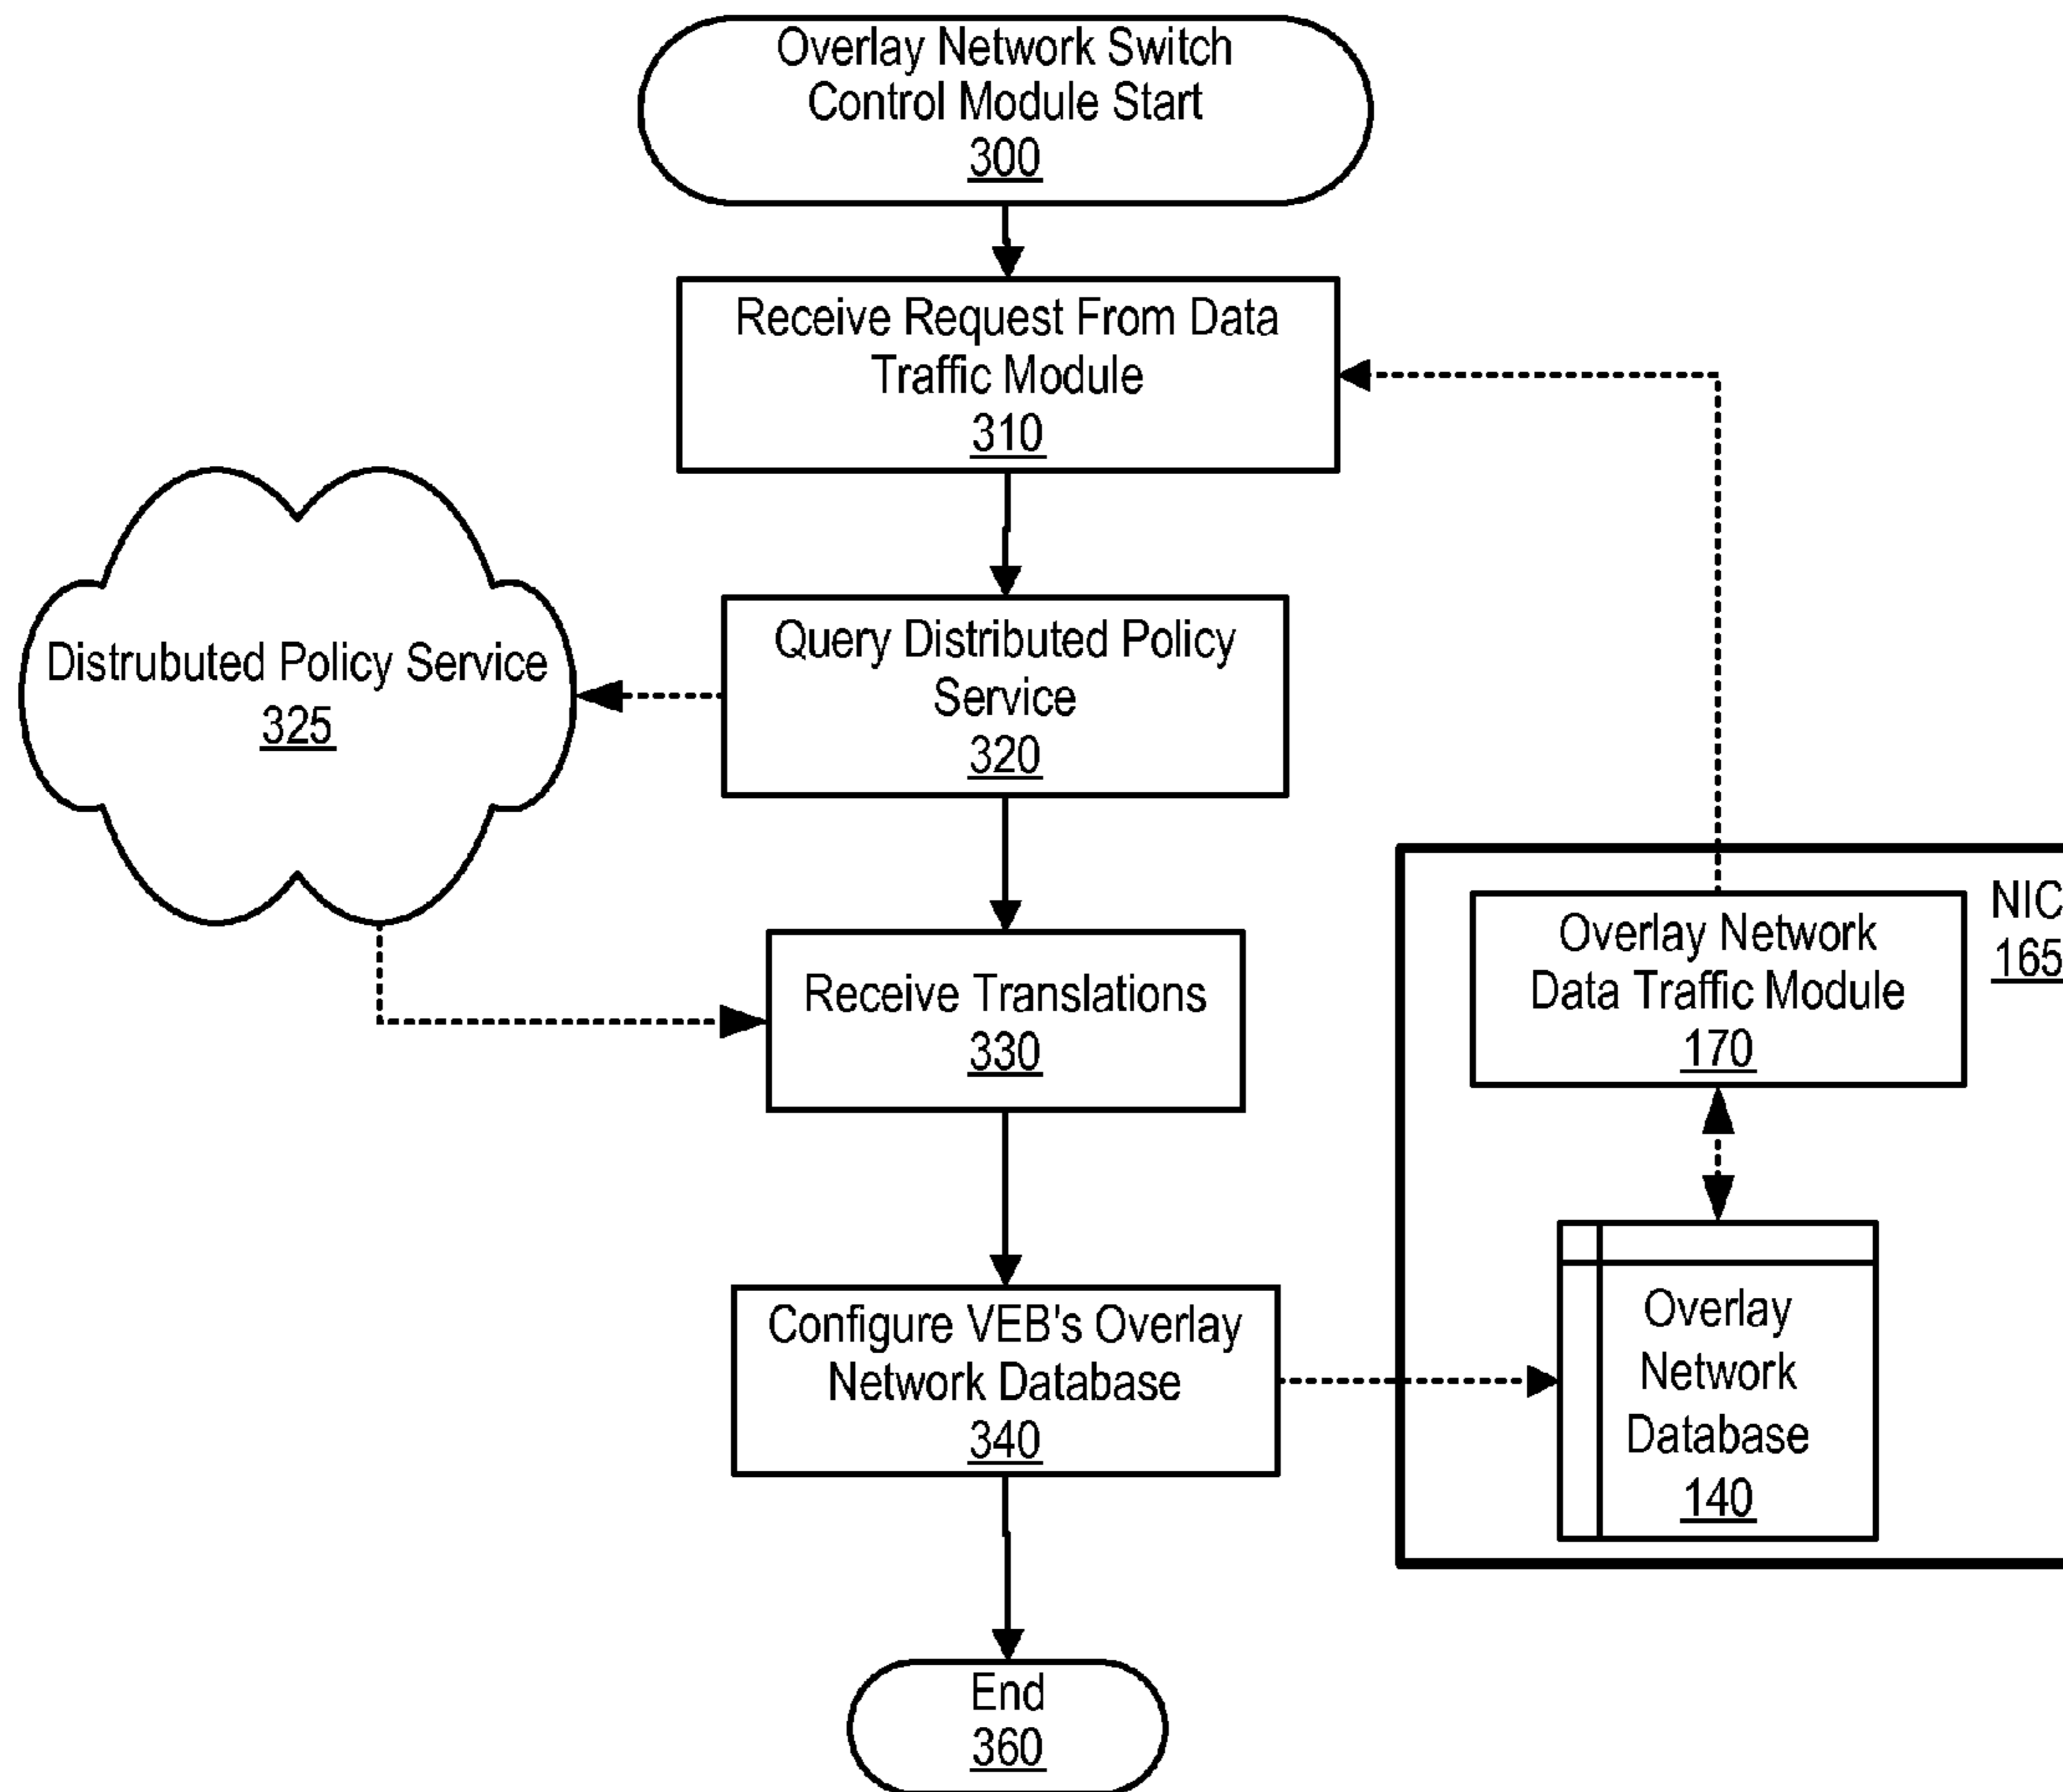 Overlay Network Switch
Control Module Start
300
Receive Request From Data
Traffic Module
310
Distrubuted Policy Service
325
Query Distributed Policy
Service
320
NIC
165
Overlay Network
Data Traffic Module
170
Receive Translations
330
Configure VEB's Overlay
Network Database
340
Overlay
Network
Database
140
End
360